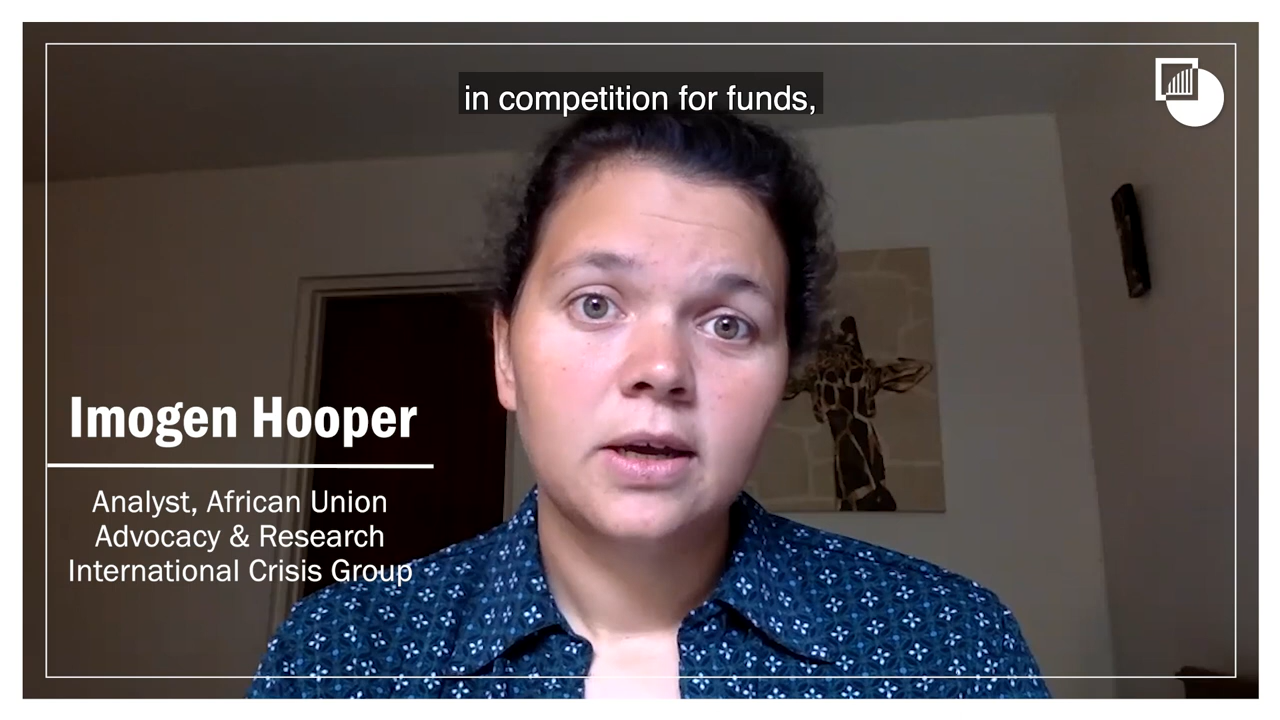 in competition for funds,
Imogen Hooper
Analyst, African Union
Advocacy & Research
International Crisis Group